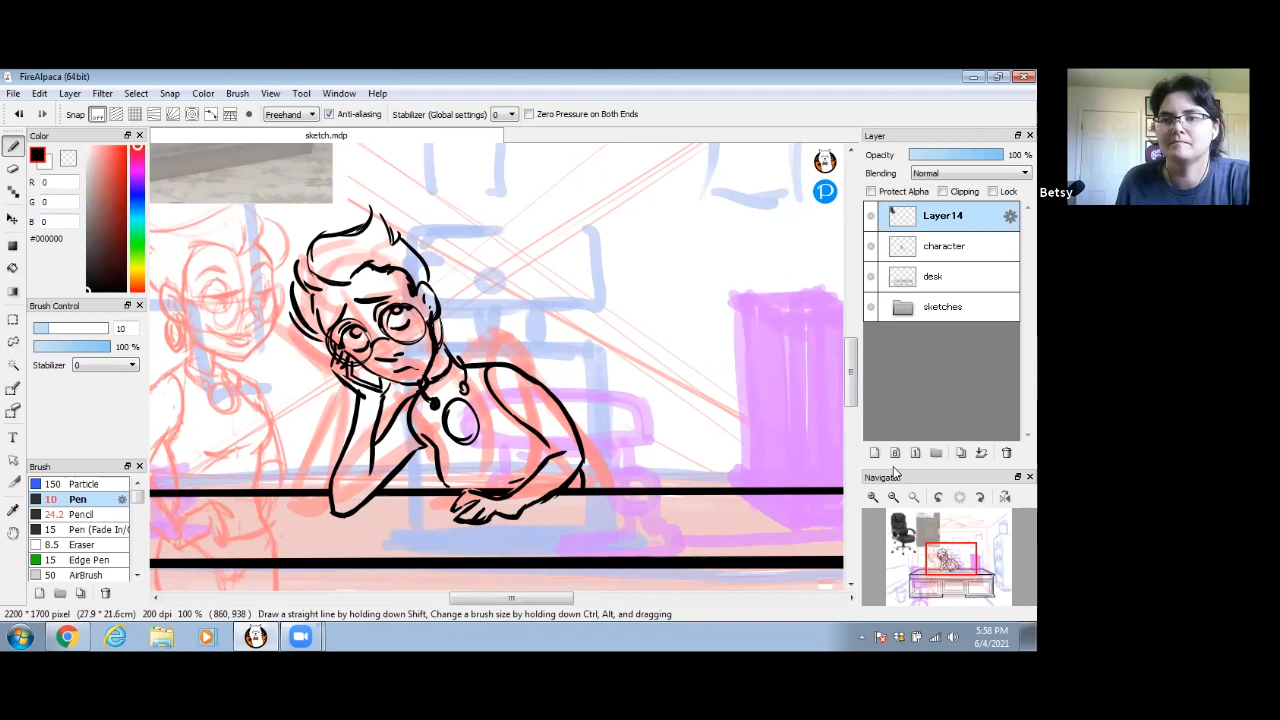 FireAlpaca (64bit)
File Edit Layer Filter Select Snap Color Brush View Tool Window Help
Snap OFF Freehand Anti-aliasing Stabilizer (Global settings) 0 Zero Pressure on Both Ends
Color
R 0
G 0
B 0
#000000
Brush Control
10
100 %
Stabilizer 0
Brush
150 Particle
10 Pen
24.2 Pencil
15 Pen (Fade In/O
8.5 Eraser
15 Edge Pen
50 AirBrush
sketch.mdp
P
Layer
Opacity 100 %
Blending Normal
Protect Alpha Clipping Lock
Layer14
character
desk
sketches
Navigator
2200 * 1700 pixel (27.9 * 21.6cm) 200 dpi 100 % (860, 938) Draw a straight line by holding down Shift, Change a brush size by holding down Ctrl, Alt, and dragging
5:58 PM
6/4/2021
Betsy